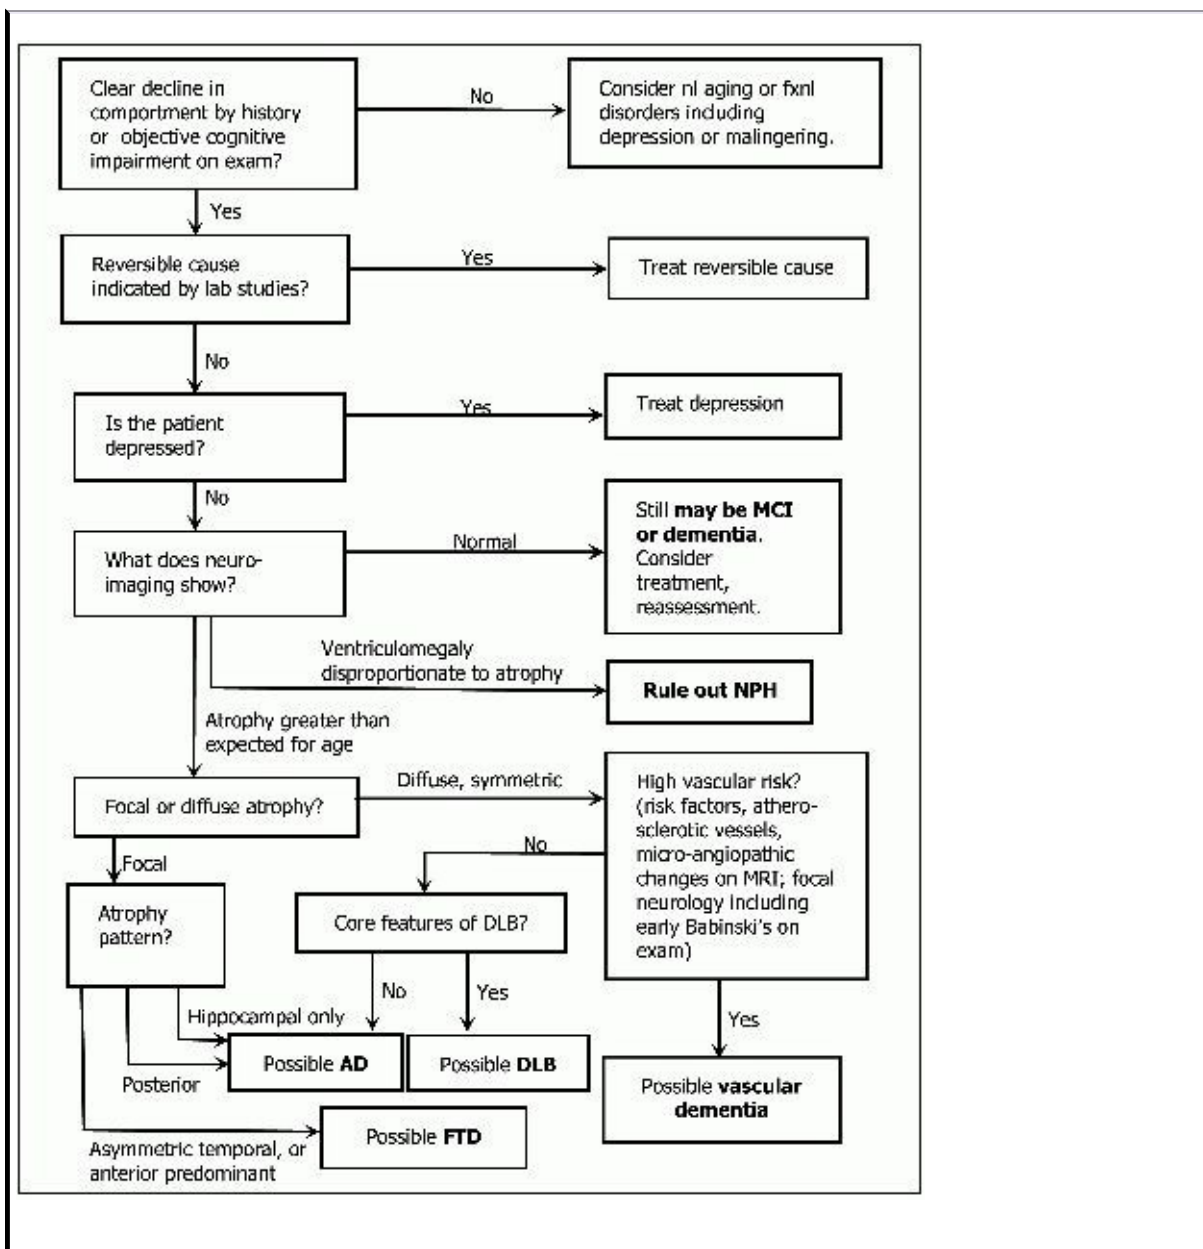 Clear decline in
comportment by history
or objective cognitive
impairment on exam?
No
Consider nl aging or fxnl
disorders including
depression or malingering.
Yes
Reversible cause
indicated by lab studies?
Yes
Treat reversible cause
No
Is the patient
depressed?
Yes
Treat depression
No
What does neuro-
imaging show?
Normal
Still may be MCI
or dementia.
Consider
treatment,
reassessment.
Ventriculomegaly
disproportionate to atrophy
Rule out NPH
Atrophy greater than
expected for age
Focal or diffuse atrophy?
Diffuse, symmetric
High vascular risk?
(risk factors, athero-
sclerotic vessels,
micro-angiopathic
changes on MRI; focal
neurology including
early Babinski's on
exam)
No
Focal
Atrophy
pattern?
Core features of DLB?
No
Yes
Yes
Hippocampal only
Posterior
Possible AD
Possible DLB
Possible vascular
dementia
Asymmetric temporal, or
anterior predominant
Possible FTD